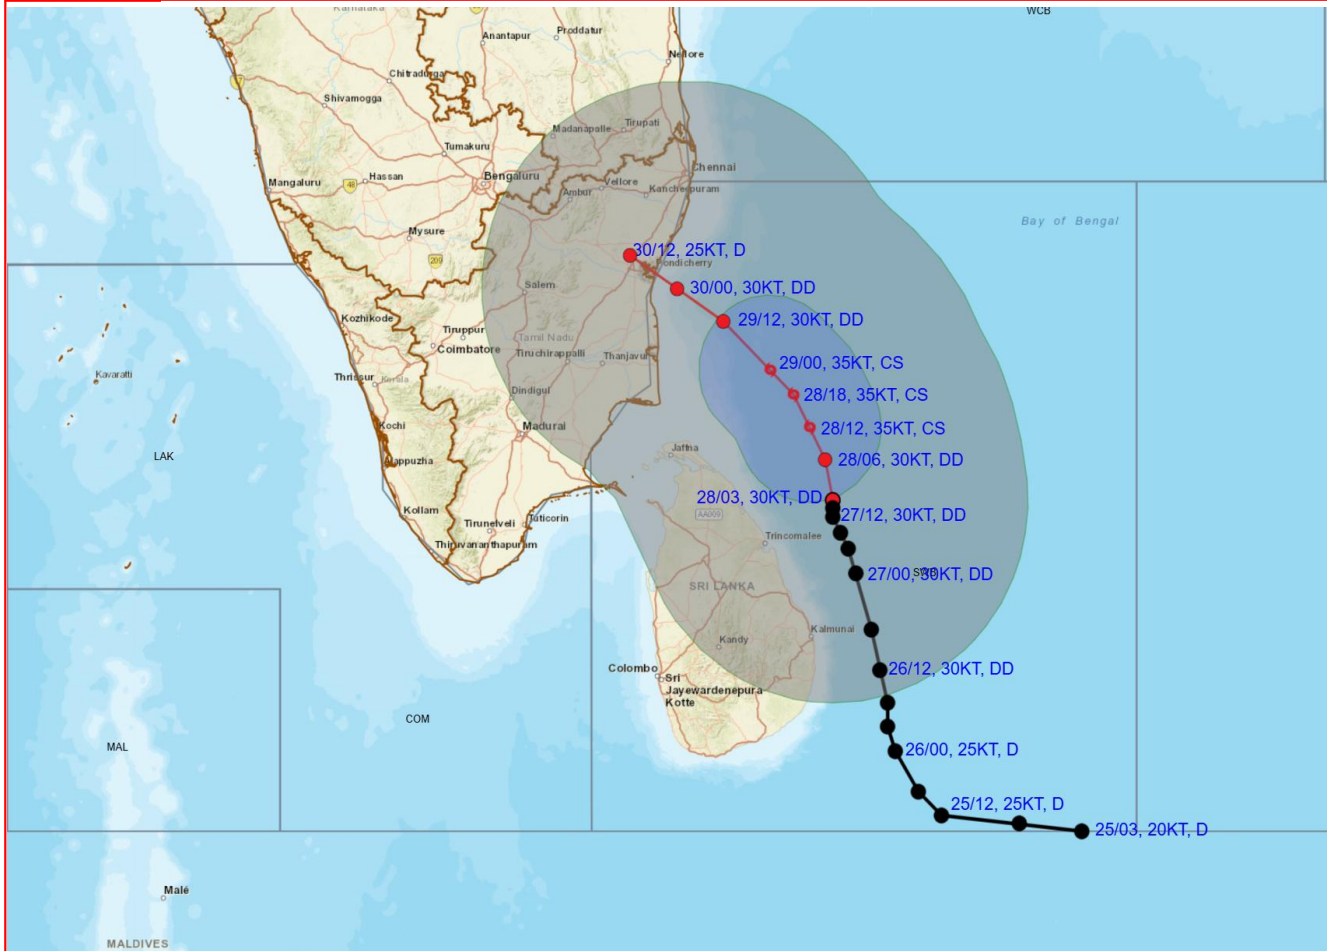 Karnataka
WCB
Anantapur
Proddatur
Nellore
Chitradurga
Shivamogga
Madanapalle
Tirupati
Tumakuru
Chennai
Mangaluru
48
Hassan
Bengaluru
Vellore
Ambur
Kancheepuram
Mysure
Bay of Bengal
209
30/12, 25KT, D
Pondicherry
Salem
30/00, 30KT, DD
Kozhikode
29/12, 30KT, DD
Tiruppur
Coimbatore
Tamil Nadu
Tiruchirappalli
Thanjavur
29/00, 35KT, CS
Kavaratti
Thrissur
Kerala
Dindigul
28/18, 35KT, CS
Kochi
Madurai
28/12, 35KT, CS
LAK
Alappuzha
Jaffna
28/06, 30KT, DD
28/03, 30KT, DD
Kollam
Tirunelveli
Tuticorin
AA009
27/12, 30KT, DD
Thiruvananthapuram
Trincomalee
SRI LANKA
27/00, 30KT, DD
Kalmunai
Kandy
Colombo
Sri
Jayewardenepura
Kotte
26/12, 30KT, DD
COM
MAL
26/00, 25KT, D
25/12, 25KT, D
25/03, 20KT, D
Malé
MALDIVES